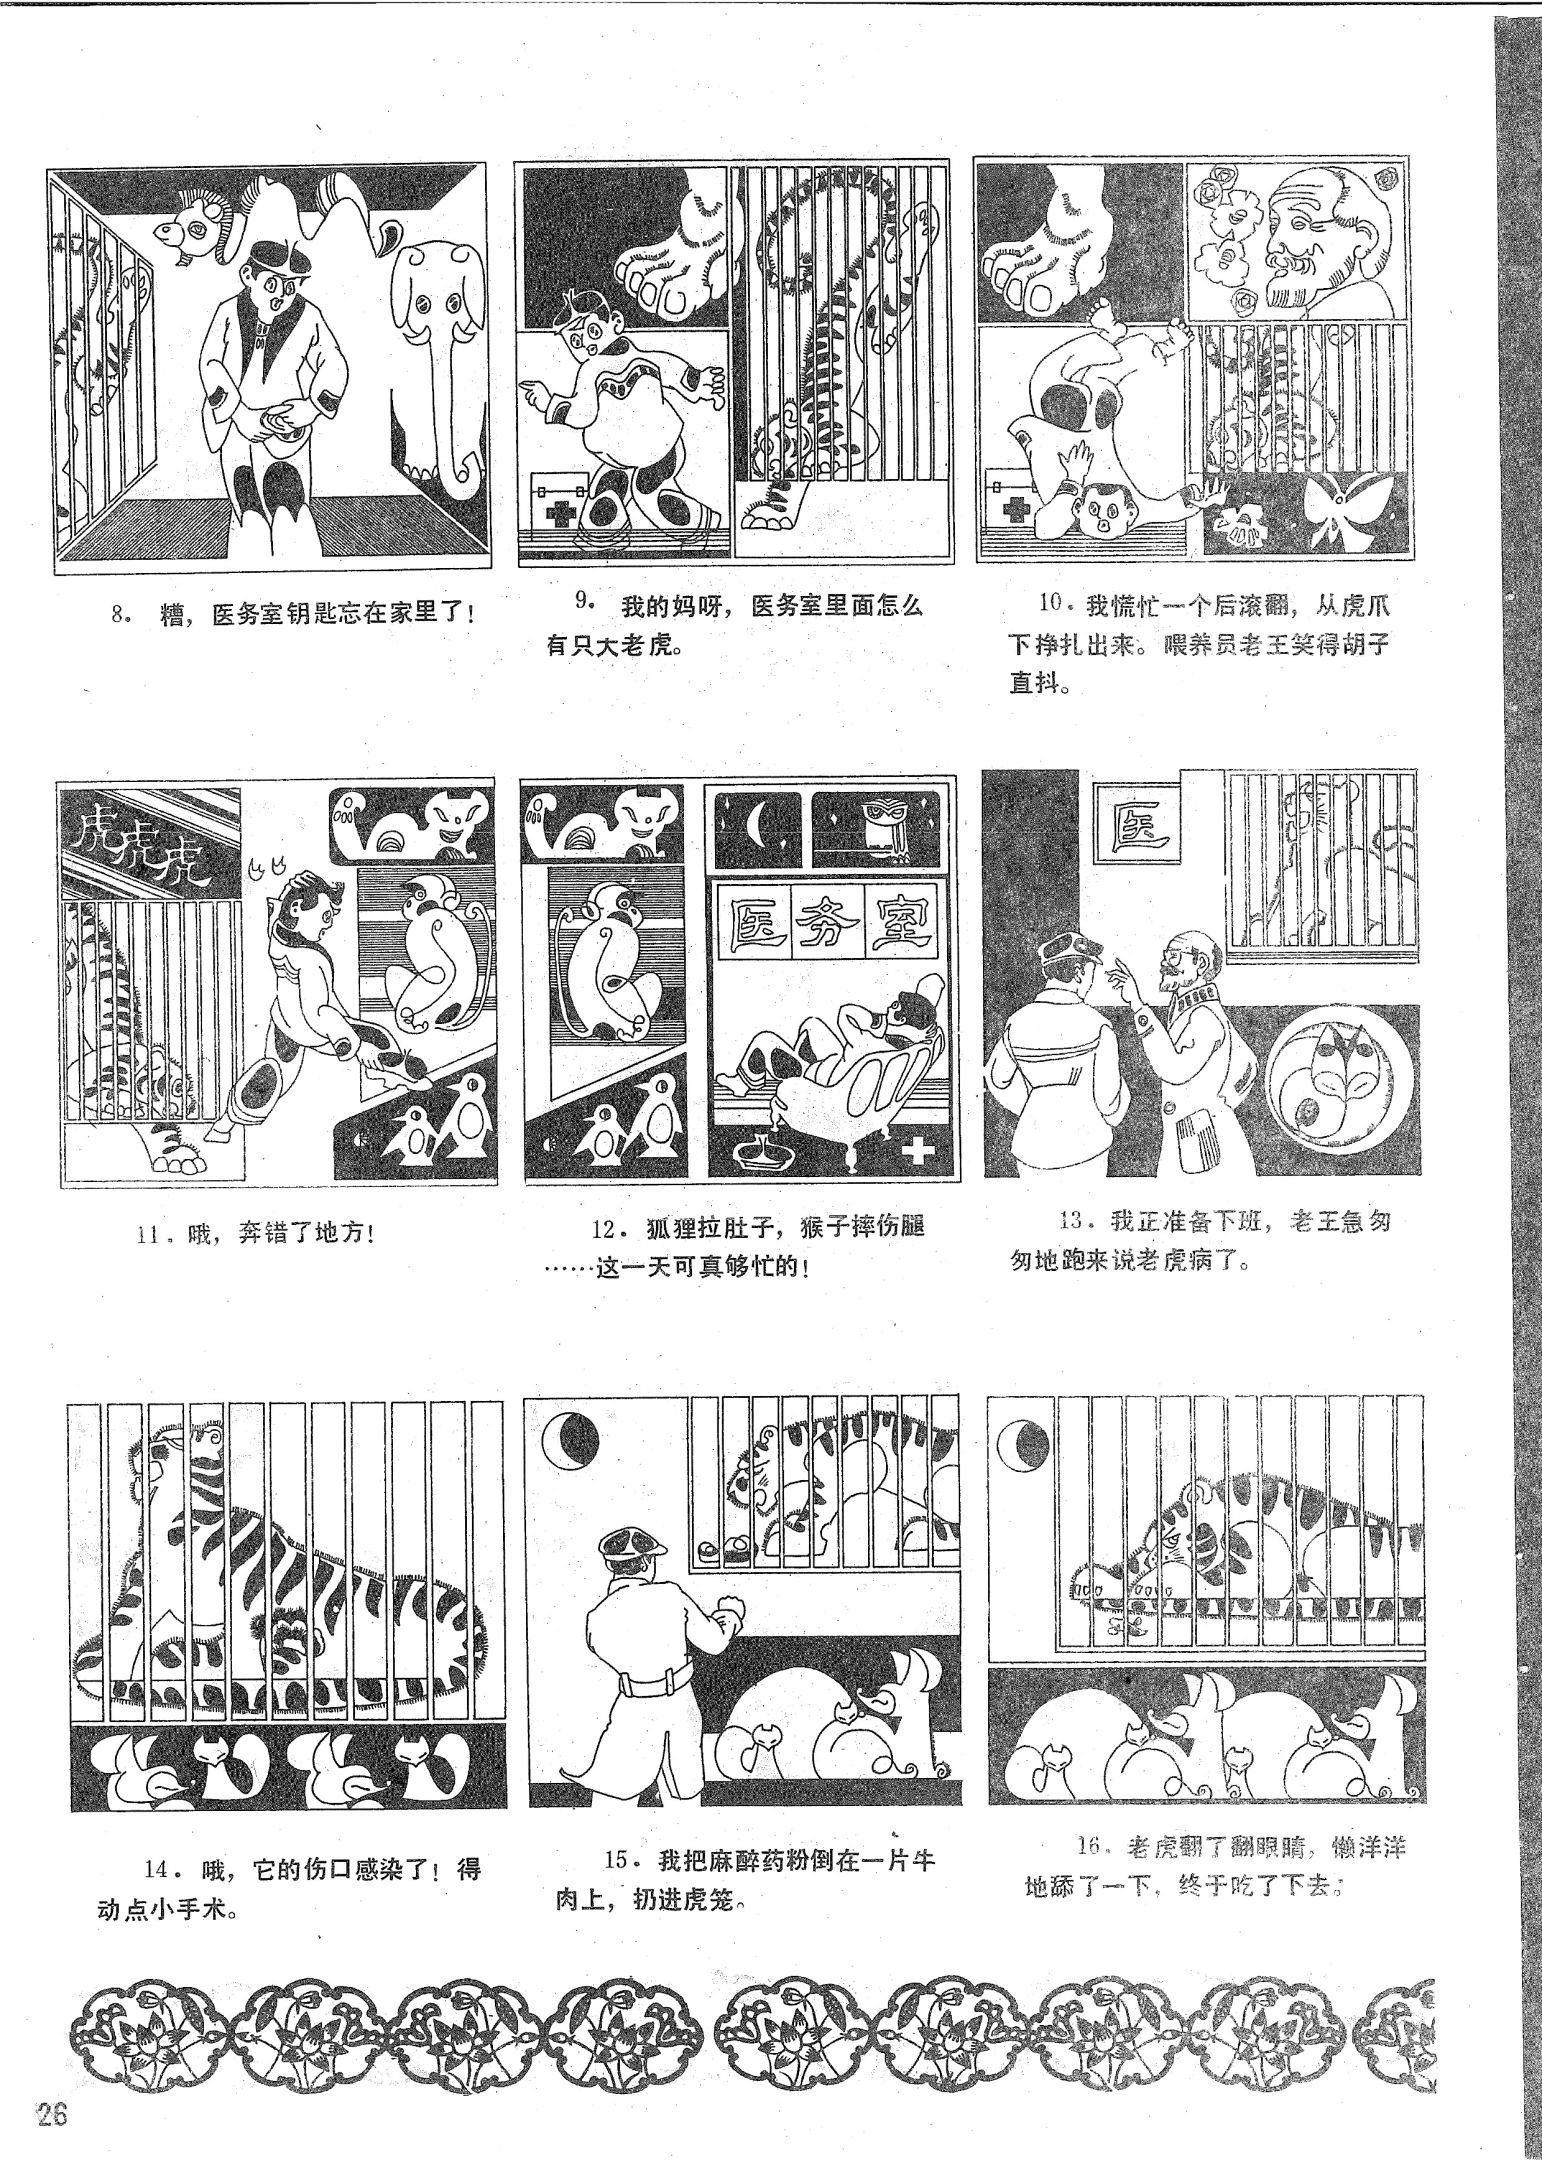 8. 糟，医务室钥匙忘在家里了！
9. 我的妈呀，医务室里面怎么
有只大老虎。
10. 我慌忙一个后滚翻，从虎爪
下挣扎出来。喂养员老王笑得胡子
直抖。
虎虎虎
11. 哦，奔错了地方！
医务室
12. 狐狸拉肚子，猴子摔伤腿
……这一天可真够忙的！
医
13. 我正准备下班，老王急匆
匆地跑来说老虎病了。
14. 哦，它的伤口感染了！得
动点小手术。
15. 我把麻醉药粉倒在一片牛
肉上，扔进虎笼。
16. 老虎翻了翻眼睛，懒洋洋
地舔了一下，终于吃了下去；
26